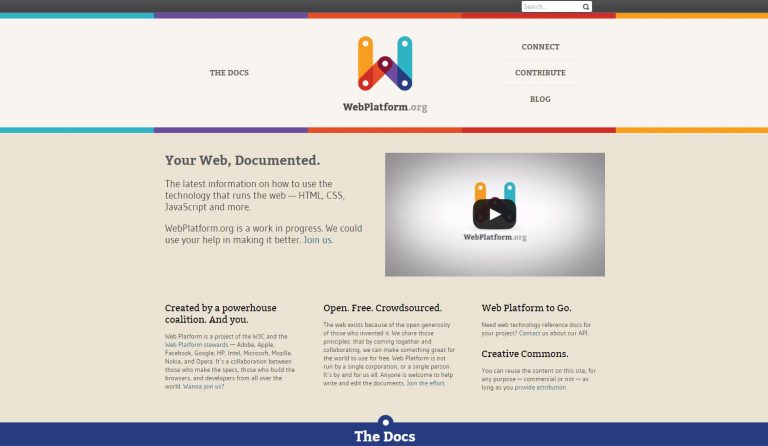 Search...
THE DOCS
WebPlatform.org
CONNECT
CONTRIBUTE
BLOG
Your Web, Documented.
The latest information on how to use the
technology that runs the web — HTML, CSS,
JavaScript and more.
WebPlatform.org is a work in progress. We could
use your help in making it better. Join us.
WebPlatform.org
Created by a powerhouse
coalition. And you.
Web Platform is a project of the W3C and the
Web Platform stewards — Adobe, Apple,
Facebook, Google, HP, Intel, Microsoft, Mozilla,
Nokia, and Opera. It's a collaboration between
those who make the specs, those who build the
browsers, and developers from all over the
world. Wanna join us?
Open. Free. Crowdsourced.
The web exists because of the open generosity
of those who invented it. We share those
principles: that by coming together and
collaborating, we can make something great for
the world to use for free. Web Platform is not
run by a single corporation, or a single person.
It's by and for us all. Anyone is welcome to help
write and edit the documents. Join the effort.
Web Platform to Go.
Need web technology reference docs for
your project? Contact us about our API.
Creative Commons.
You can reuse the content on this site, for
any purpose — commercial or not — as
long as you provide attribution.
The Docs